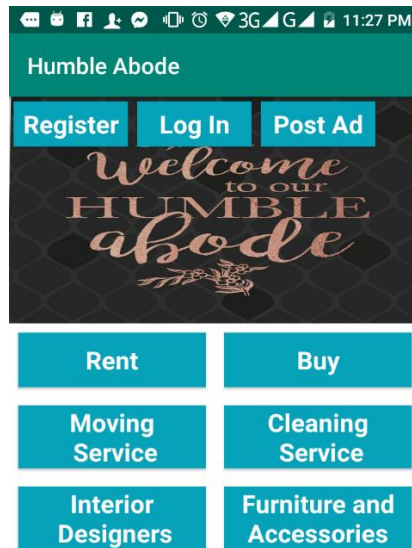 3G G 11:27 PM
Humble Abode
Register Log In Post Ad
Welcome
to our
HUMBLE
abode
Rent Buy
Moving Cleaning
Service Service
Interior Furniture and
Designers Accessories